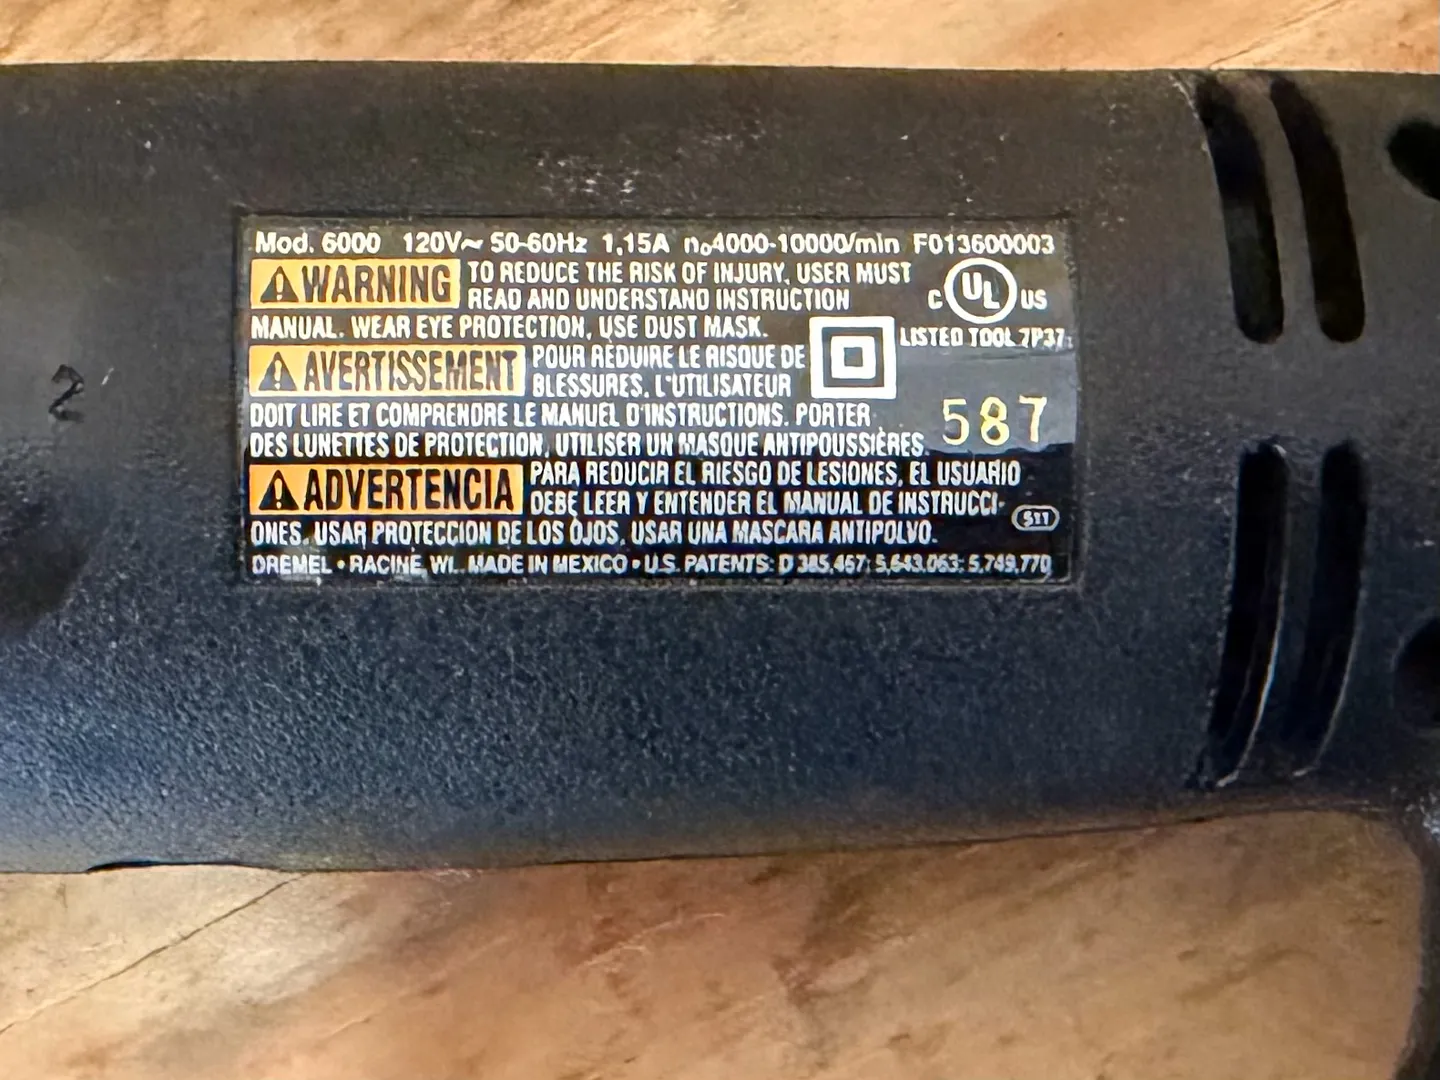 Mod. 6000 120V~ 50-60Hz 1,15A n₀4000-10000/min F013600003
⚠WARNING TO REDUCE THE RISK OF INJURY, USER MUST
READ AND UNDERSTAND INSTRUCTION
MANUAL. WEAR EYE PROTECTION, USE DUST MASK.
C UL US
LISTED TOOL 7P37
⚠AVERTISSEMENT POUR RÉDUIRE LE RISQUE DE
BLESSURES, L'UTILISATEUR
DOIT LIRE ET COMPRENDRE LE MANUEL D'INSTRUCTIONS. PORTER
DES LUNETTES DE PROTECTION, UTILISER UN MASQUE ANTIPOUSSIÈRES.
587
⚠ADVERTENCIA PARA REDUCIR EL RIESGO DE LESIONES, EL USUARIO
DEBE LEER Y ENTENDER EL MANUAL DE INSTRUCCI-
ONES, USAR PROTECCION DE LOS OJOS, USAR UNA MASCARA ANTIPOLVO.
DREMEL • RACINE, WI.. MADE IN MEXICO • U.S. PATENTS: D 385,467; 5,643,063; 5,749,770
2